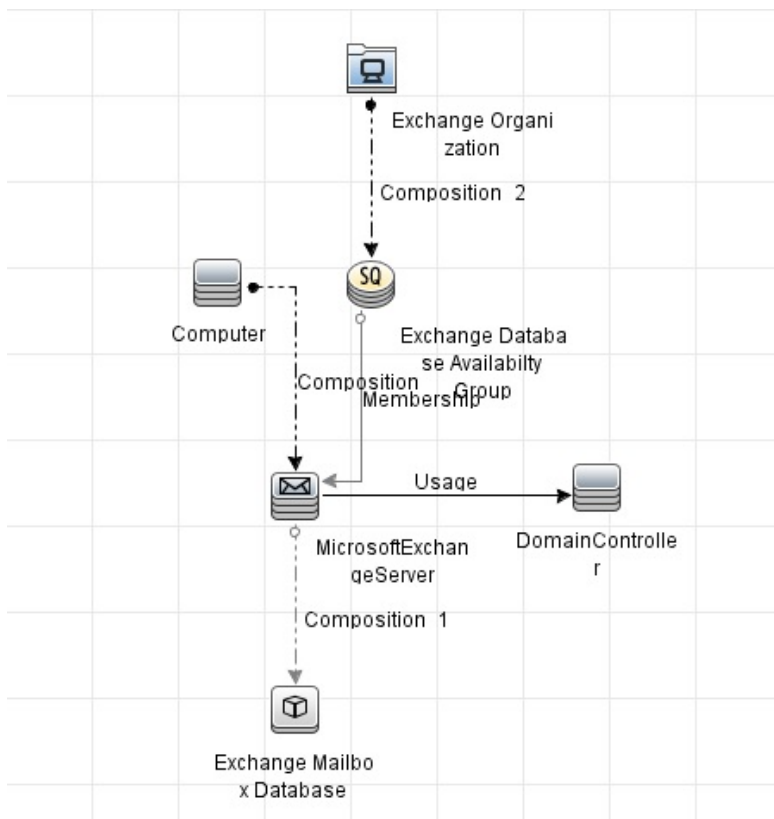 Exchange Organi
zation
Composition 2
SQ
Computer
Exchange Databa
se Availabilty
Group
Composition
Membership
Usage
MicrosoftExchan
geServer
DomainControlle
r
Composition 1
Exchange Mailbo
x Database